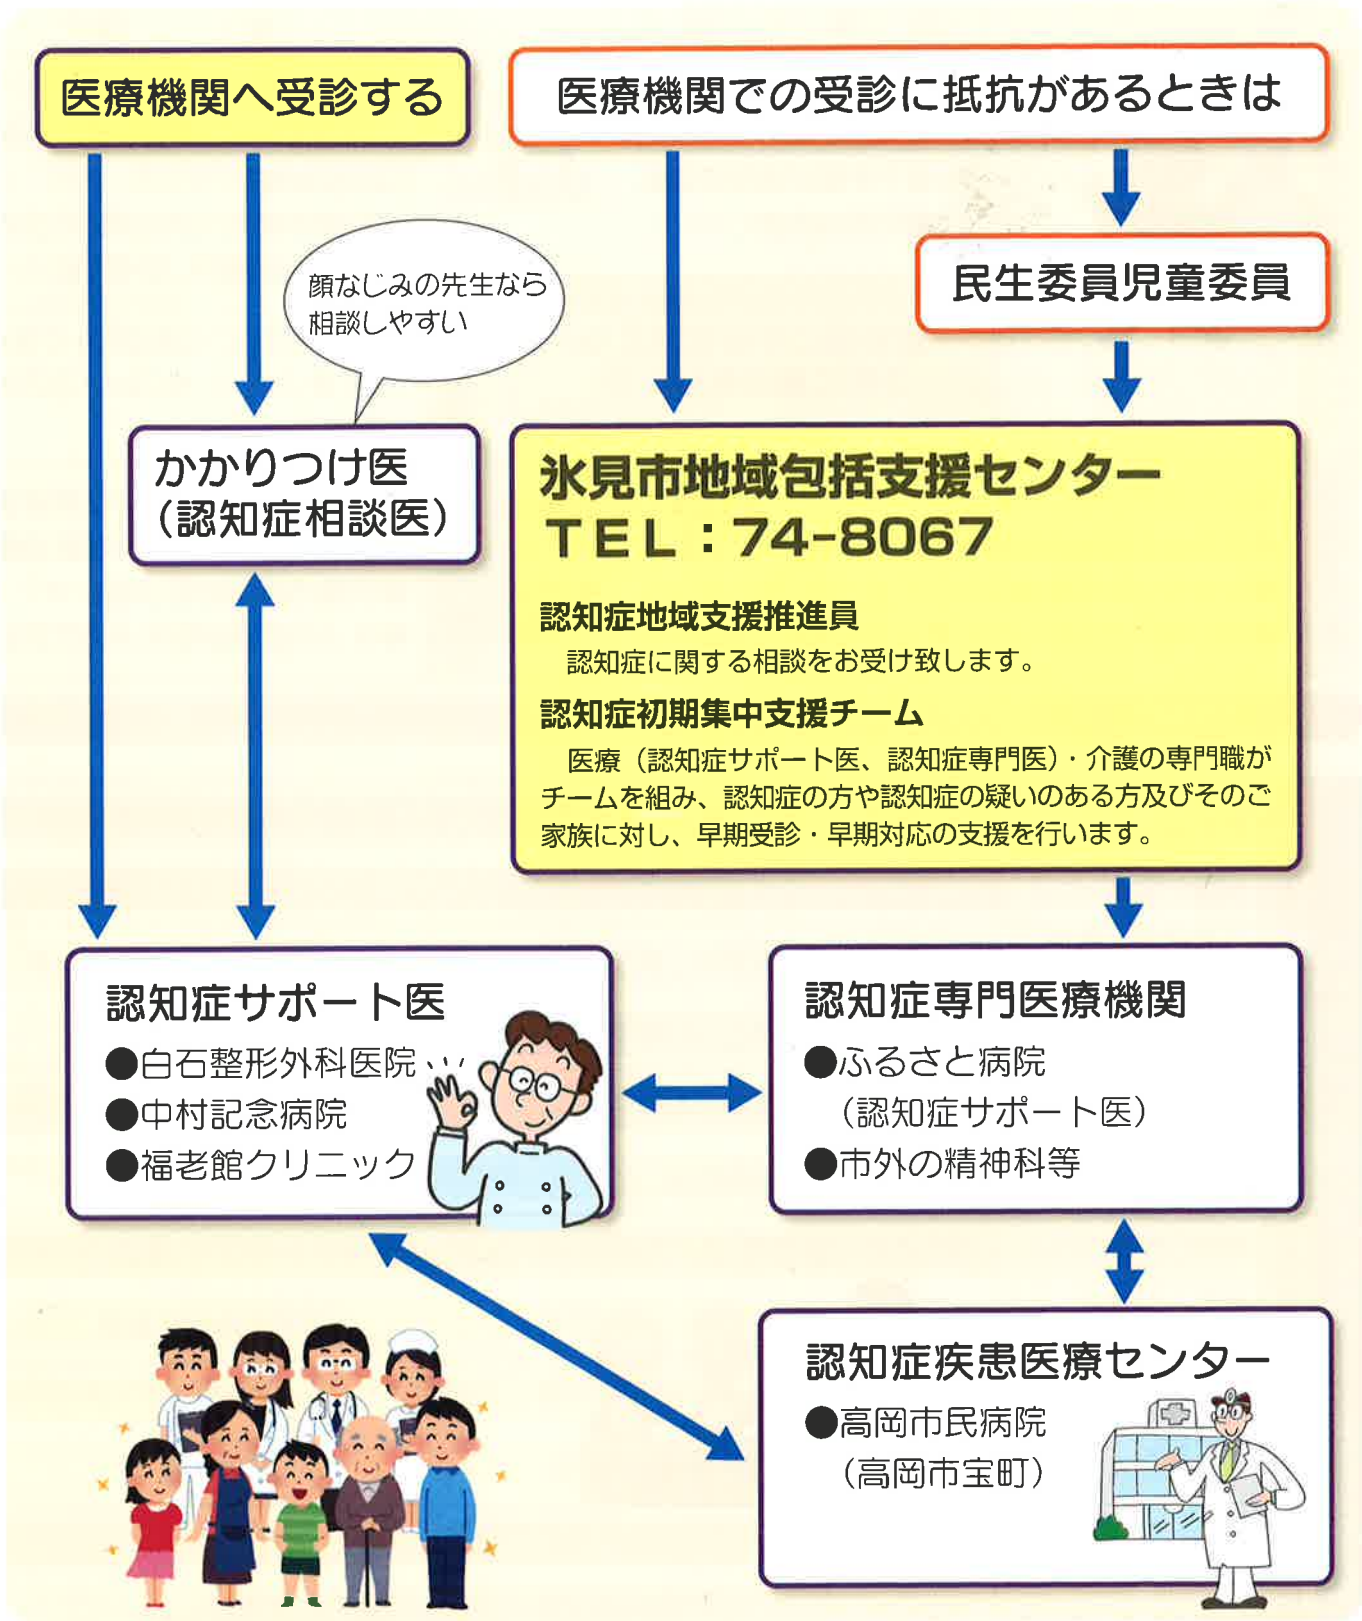 医療機関へ受診する
医療機関での受診に抵抗があるときは
民生委員児童委員
顔なじみの先生なら
相談しやすい
かかりつけ医
（認知症相談医）
氷見市地域包括支援センター
ＴＥＬ：74-8067
認知症地域支援推進員
認知症に関する相談をお受け致します。
認知症初期集中支援チーム
医療（認知症サポート医、認知症専門医）・介護の専門職が
チームを組み、認知症の方や認知症の疑いのある方及びそのご
家族に対し、早期受診・早期対応の支援を行います。
認知症サポート医
●白石整形外科医院
●中村記念病院
●福老館クリニック
認知症専門医療機関
●ふるさと病院
（認知症サポート医）
●市外の精神科等
認知症疾患医療センター
●高岡市民病院
（高岡市宝町）